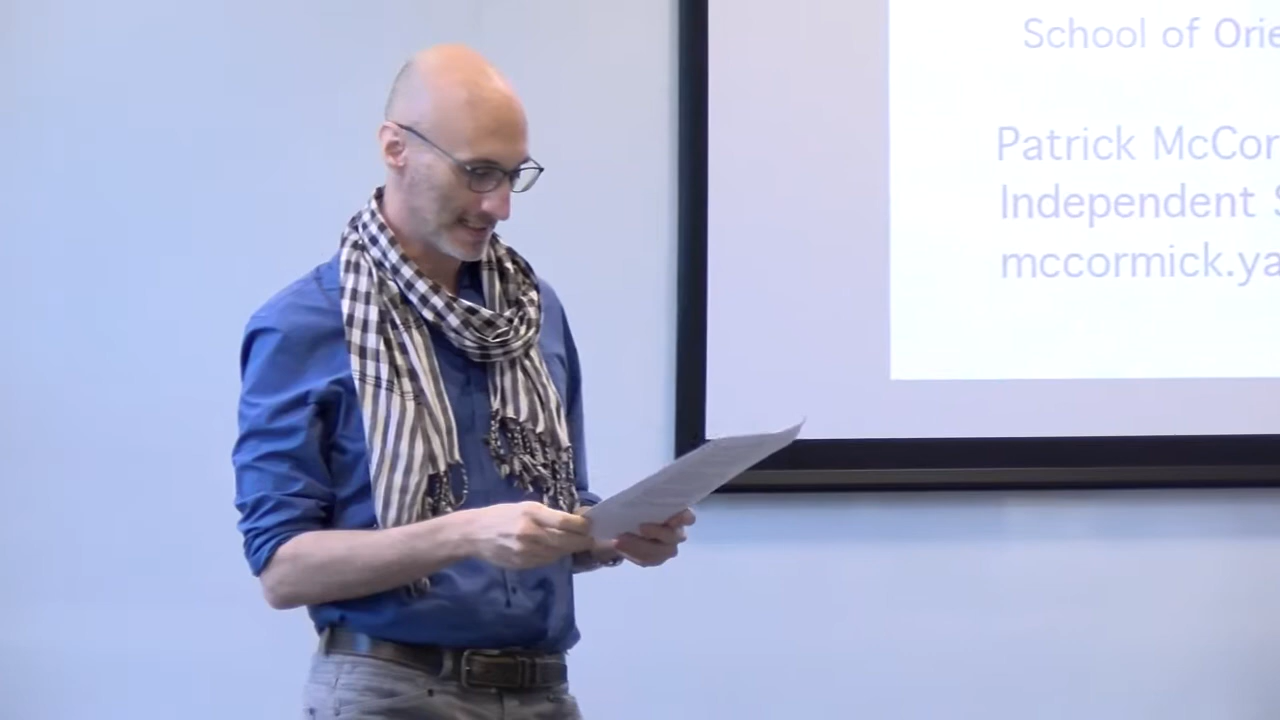 School of Orie
Patrick McCor
Independent S
mccormick.ya